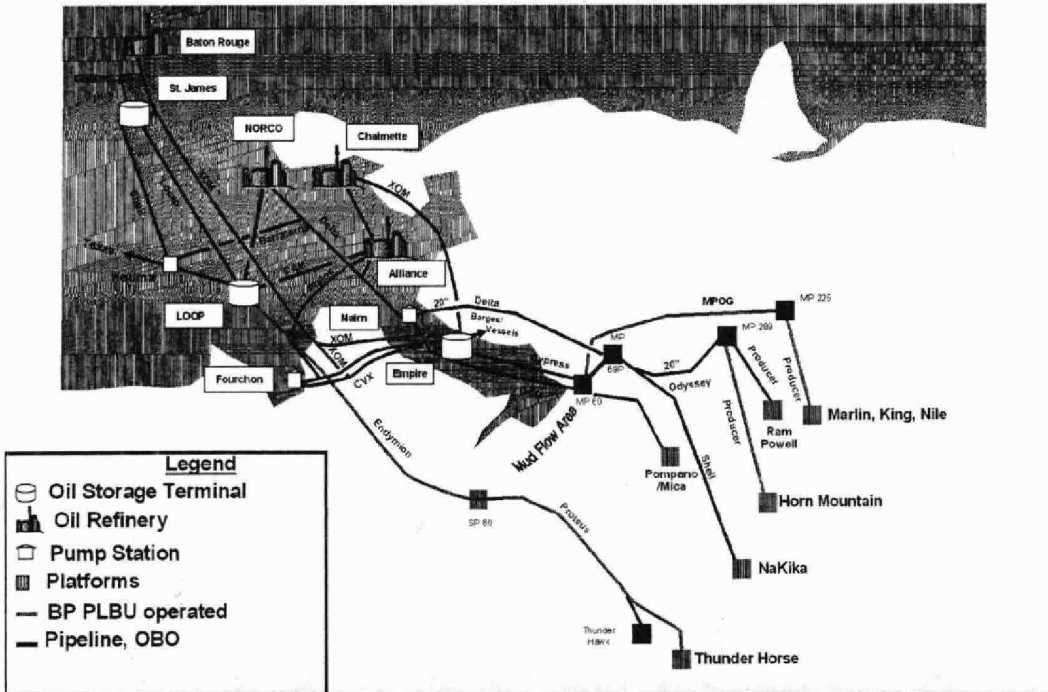 Baton Rouge
St. James
NORCO
Chalmette
XOM
Delta
Alliance
LOOP
Nairn
20"
Delta
Barges/
Vessels
MPOG
MP 225
MP 289
MP
69P
20"
Odyssey
Producer
Producer
Producer
XOM
XOM
CVX
Fourchon
Empire
MP 69
Mud Flow Area
Marlin, King, Nile
Ram
Powell
Pompano
/Mica
Shell
Horn Mountain
NaKika
Endymion
SP 89
Proteus
Thunder
Hawk
Thunder Horse
Legend
Oil Storage Terminal
Oil Refinery
Pump Station
Platforms
BP PLBU operated
Pipeline, OBO